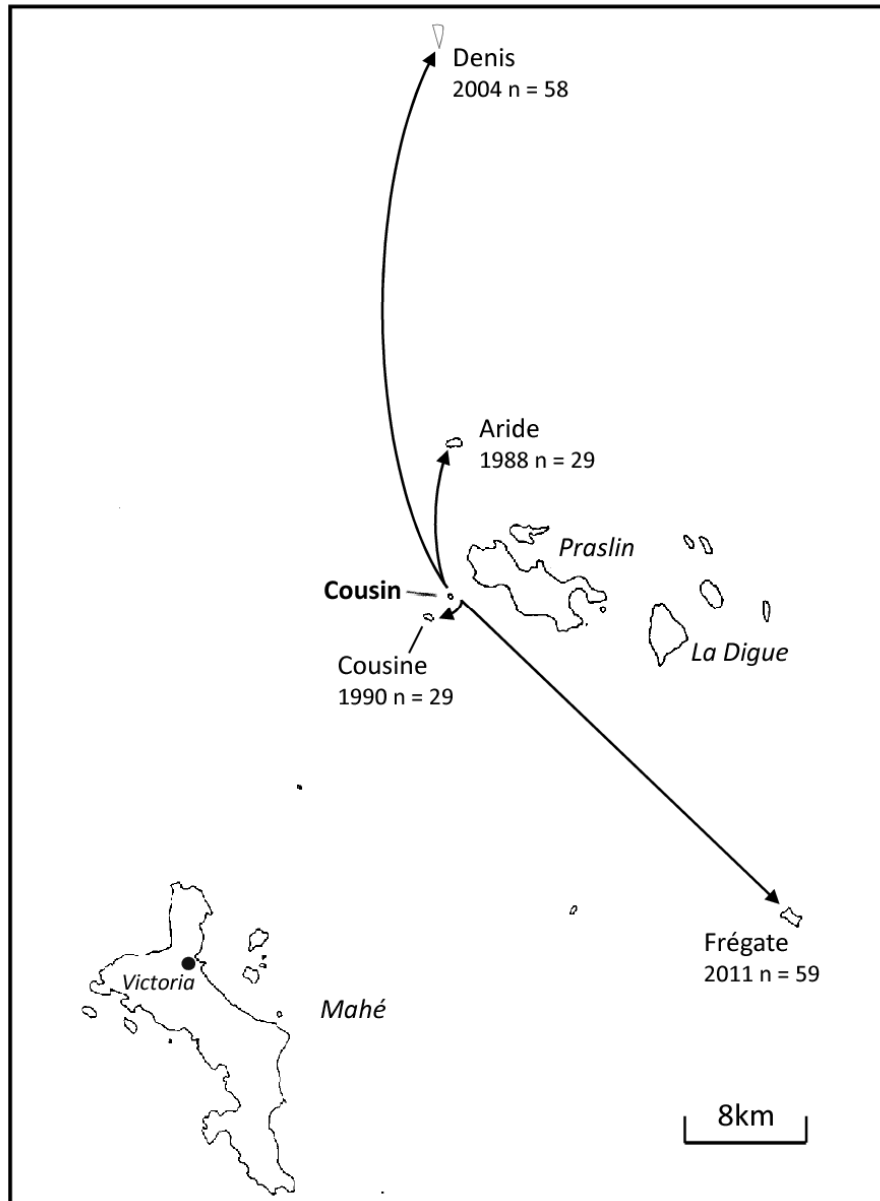 Denis
2004 n = 58
Aride
1988 n = 29
Praslin
Cousin
La Digue
Cousine
1990 n = 29
Frégate
2011 n = 59
Victoria
Mahé
8km